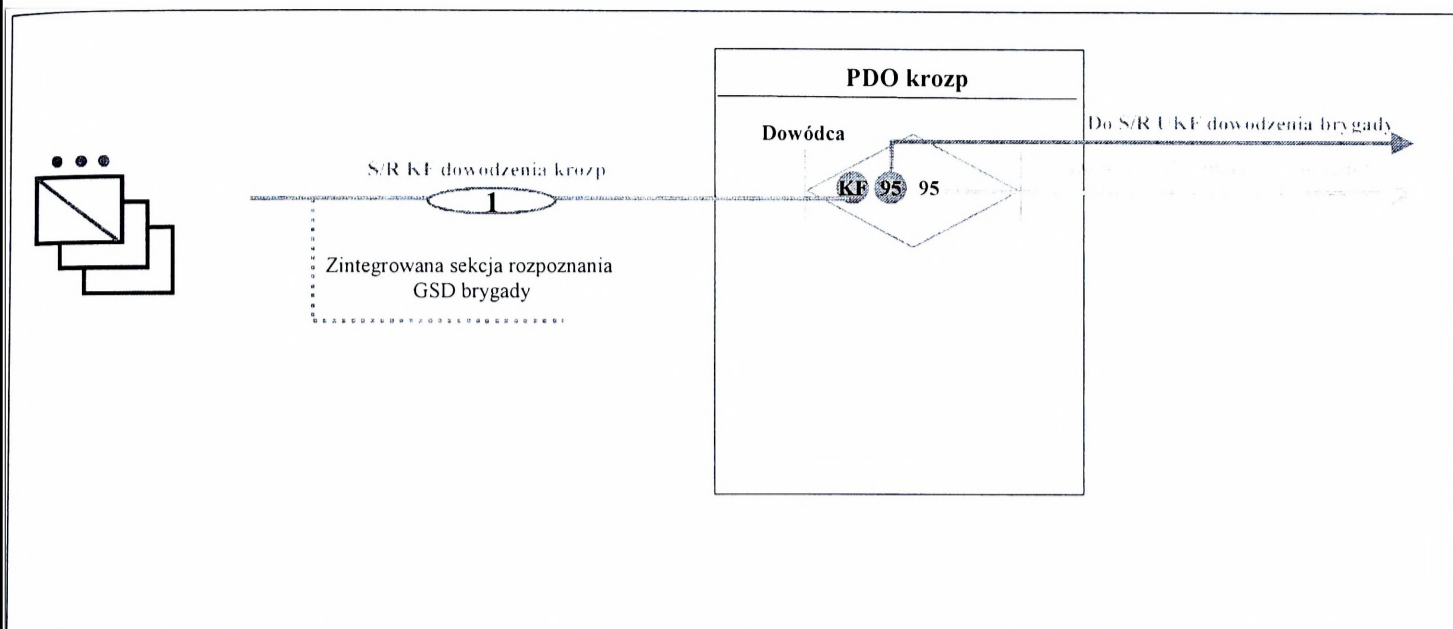 PDO krozp
Dowódca
Do S/R UKF dowodzenia brygady
S/R KF dowodzenia krozp
KF 95 95
1
Zintegrowana sekcja rozpoznania
GSD brygady